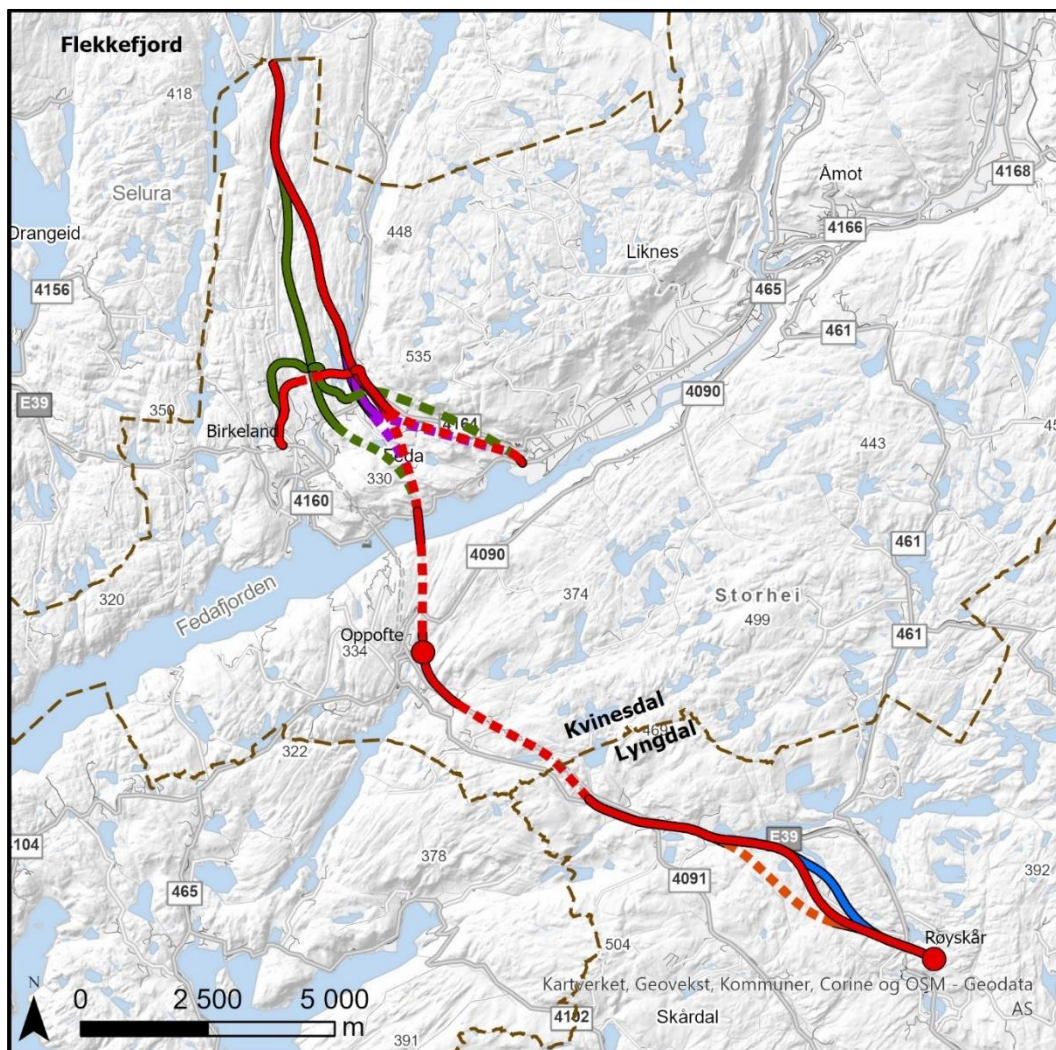 Flekkefjord
418
Selura
Åmot
4168
4166
448
Liknes
Drangeid
4156
465
461
535
E39
4090
350
Birkeland
4164
443
Feda
330
4160
4090
461
Fedafjorden
320
374
Storhei
499
461
Oppofte
334
Kvinesdal
469
Lyngdal
322
E39
104
378
4091
392
465
Røyskår
504
Kartverket, Geovekst, Kommuner, Corine og OSM - Geodata
AS
N
0 2 500 5 000
m
4102
Skårdal
391